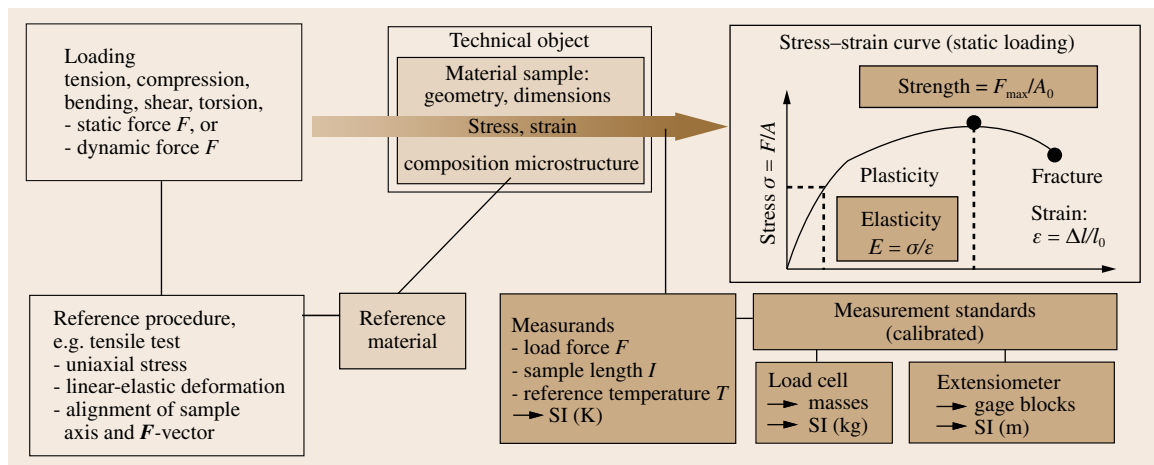 Loading
tension, compression,
bending, shear, torsion,
- static force F, or
- dynamic force F
Technical object
Material sample:
geometry, dimensions
Stress, strain
composition microstructure
Stress–strain curve (static loading)
Strength = Fmax/A0
Stress σ = F/A
Plasticity
Fracture
Elasticity
E = σ/ε
Strain:
ε = Δl/l0
Reference procedure,
e.g. tensile test
- uniaxial stress
- linear-elastic deformation
- alignment of sample
axis and F-vector
Reference
material
Measurands
- load force F
- sample length I
- reference temperature T
→ SI (K)
Measurement standards
(calibrated)
Load cell
→ masses
→ SI (kg)
Extensiometer
→ gage blocks
→ SI (m)